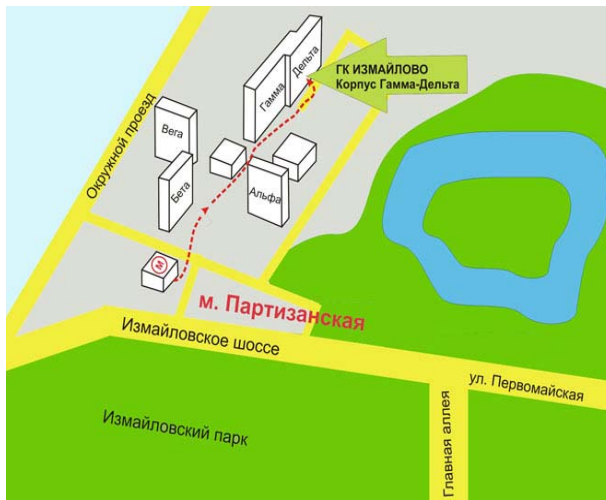 ГК ИЗМАЙЛОВО
Корпус Гамма-Дельта
Дельта
Гамма
Окружной проезд
Вега
Бета
Альфа
М
м. Партизанская
Измайловское шоссе
ул. Первомайская
Главная аллея
Измайловский парк